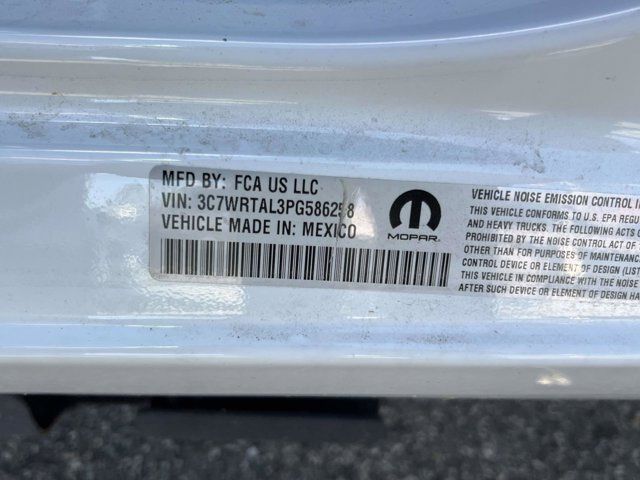 MFD BY: FCA US LLC
VIN: 3C7WRTAL3PG586258
VEHICLE MADE IN: MEXICO
MOPAR
VEHICLE NOISE EMISSION CONTROL IN
THIS VEHICLE CONFORMS TO U.S. EPA REGU
AND HEAVY TRUCKS. THE FOLLOWING ACTS O
PROHIBITED BY THE NOISE CONTROL ACT OF
OTHER THAN FOR PURPOSES OF MAINTENANC
CONTROL DEVICE OR ELEMENT OF DESIGN (LIST
THIS VEHICLE IN COMPLIANCE WITH THE NOISE
AFTER SUCH DEVICE OR ELEMENT OF DESIGN HA